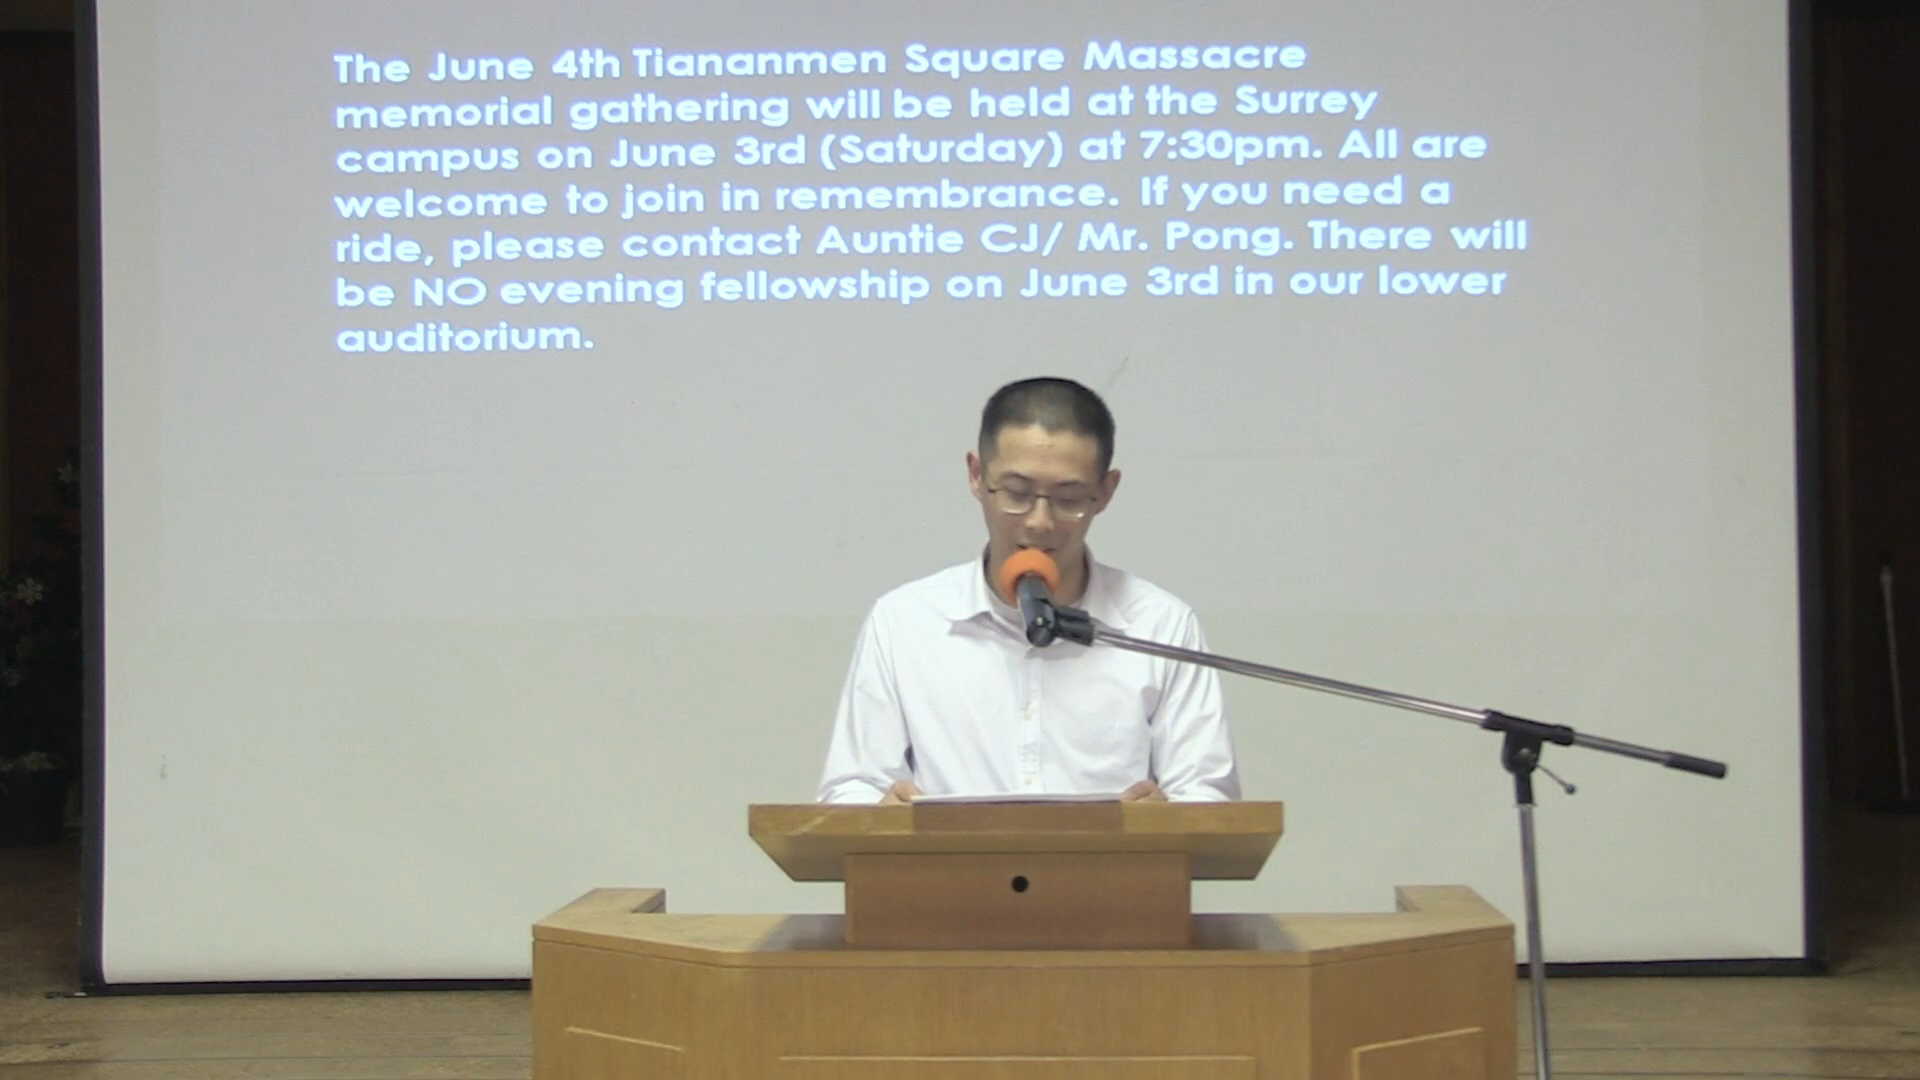 The June 4th Tiananmen Square Massacre
memorial gathering will be held at the Surrey
campus on June 3rd (Saturday) at 7:30pm. All are
welcome to join in remembrance. If you need a
ride, please contact Auntie CJ/ Mr. Pong. There will
be NO evening fellowship on June 3rd in our lower
auditorium.